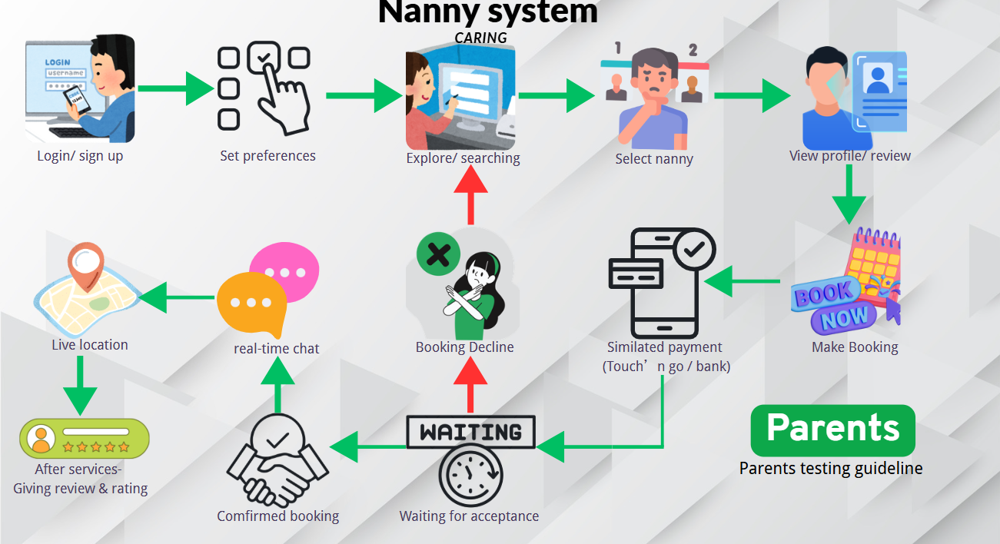 Nanny system
CARING
LOGIN
username
CODE
12345
1
2
Login/ sign up
Set preferences
Explore/ searching
Select nanny
View profile/ review
BOOK
NOW
Live location
real-time chat
Booking Decline
Similated payment
(Touch’ n go / bank)
Make Booking
WAITING
Parents
Parents testing guideline
After services-
Giving review & rating
Comfirmed booking
Waiting for acceptance